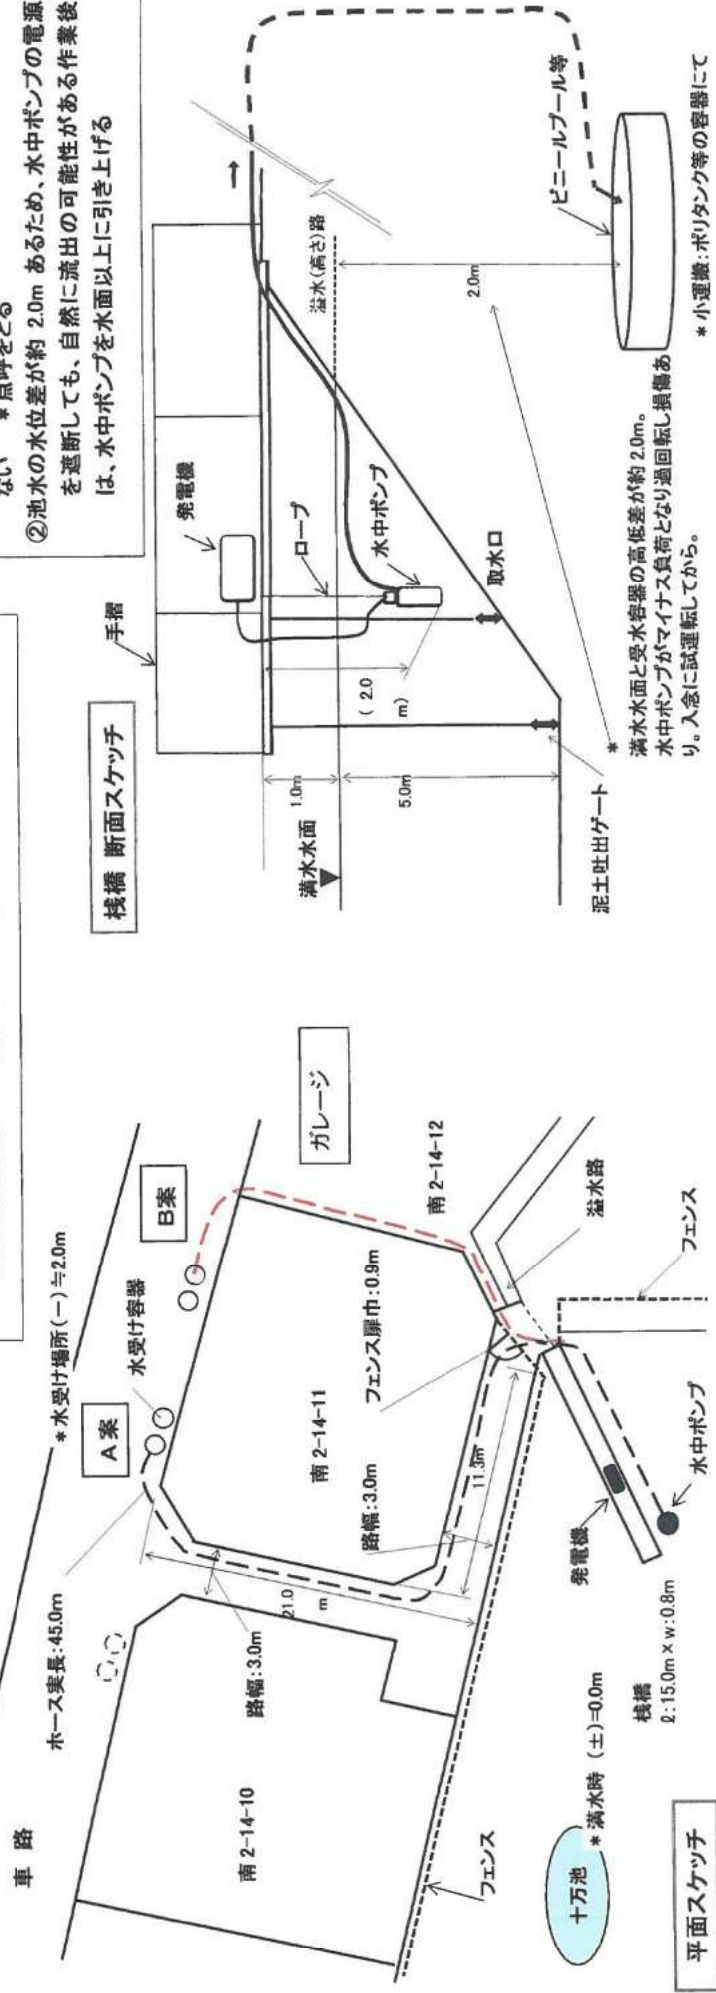 ない　＊点呼をとる
②池水の水位差が約 2.0m あるため、水中ポンプの電源
を遮断しても、自然に流出の可能性がある作業後
は、水中ポンプを水面以上に引き上げる
桟橋 断面スケッチ
手摺
発電機
ロープ
水中ポンプ
取水口
溢水(高さ)路
ビニールプール等
2.0m
1.0m
満水水面
5.0m
( 2.0
m)
泥土吐出ゲート
*
満水水面と受水容器の高低差が約 2.0m。
水中ポンプがマイナス負荷となり過回転し損傷あ
り。入念に試運転してから。
＊小運搬:ポリタンク等の容器にて
車 路
ホース実長:45.0m
＊水受け場所(－)≒2.0m
A案
水受け容器
B案
ガレージ
南 2-14-10
路幅:3.0m
21.0
m
南 2-14-11
路幅:3.0m
フェンス扉巾:0.9m
11.3m
南 2-14-12
溢水路
フェンス
フェンス
十万池
＊満水時 (±)=0.0m
桟橋
ℓ:15.0m×w:0.8m
発電機
水中ポンプ
平面スケッチ